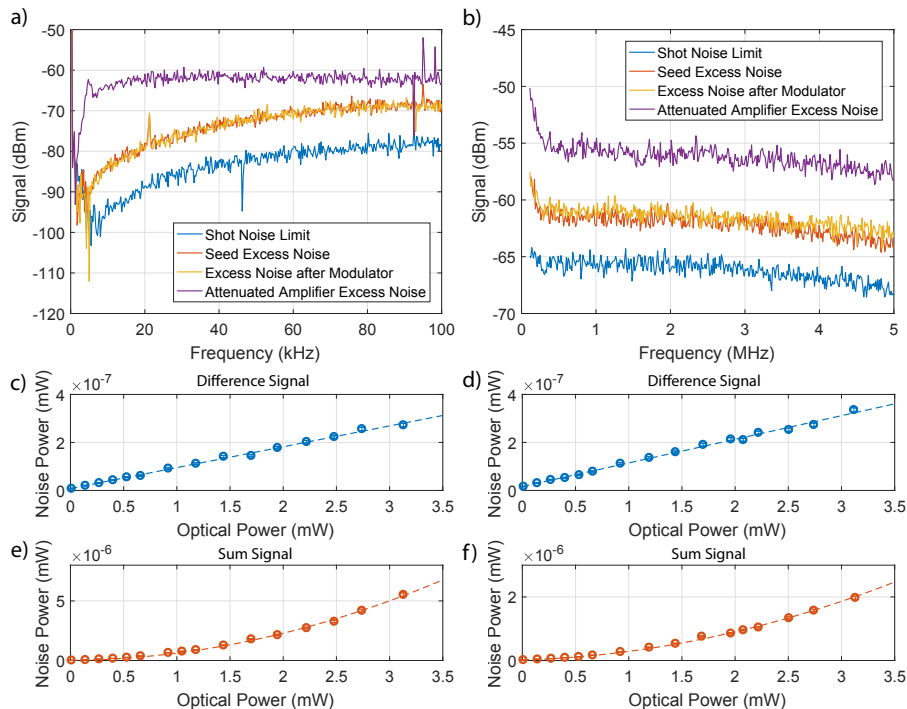 a)
-50
-60
-70
-80
-90
-100
-110
-120
Signal (dBm)
Shot Noise Limit
Seed Excess Noise
Excess Noise after Modulator
Attenuated Amplifier Excess Noise
0 20 40 60 80 100
Frequency (kHz)
b)
-45
-50
-55
-60
-65
-70
Signal (dBm)
Shot Noise Limit
Seed Excess Noise
Excess Noise after Modulator
Attenuated Amplifier Excess Noise
0 1 2 3 4 5
Frequency (MHz)
c)
×10⁻⁷
Difference Signal
4
2
0
Noise Power (mW)
0 0.5 1 1.5 2 2.5 3 3.5
Optical Power (mW)
d)
×10⁻⁷
Difference Signal
4
2
0
Noise Power (mW)
0 0.5 1 1.5 2 2.5 3 3.5
Optical Power (mW)
e)
×10⁻⁶
Sum Signal
5
0
Noise Power (mW)
0 0.5 1 1.5 2 2.5 3 3.5
Optical Power (mW)
f)
×10⁻⁶
Sum Signal
2
1
0
Noise Power (mW)
0 0.5 1 1.5 2 2.5 3 3.5
Optical Power (mW)